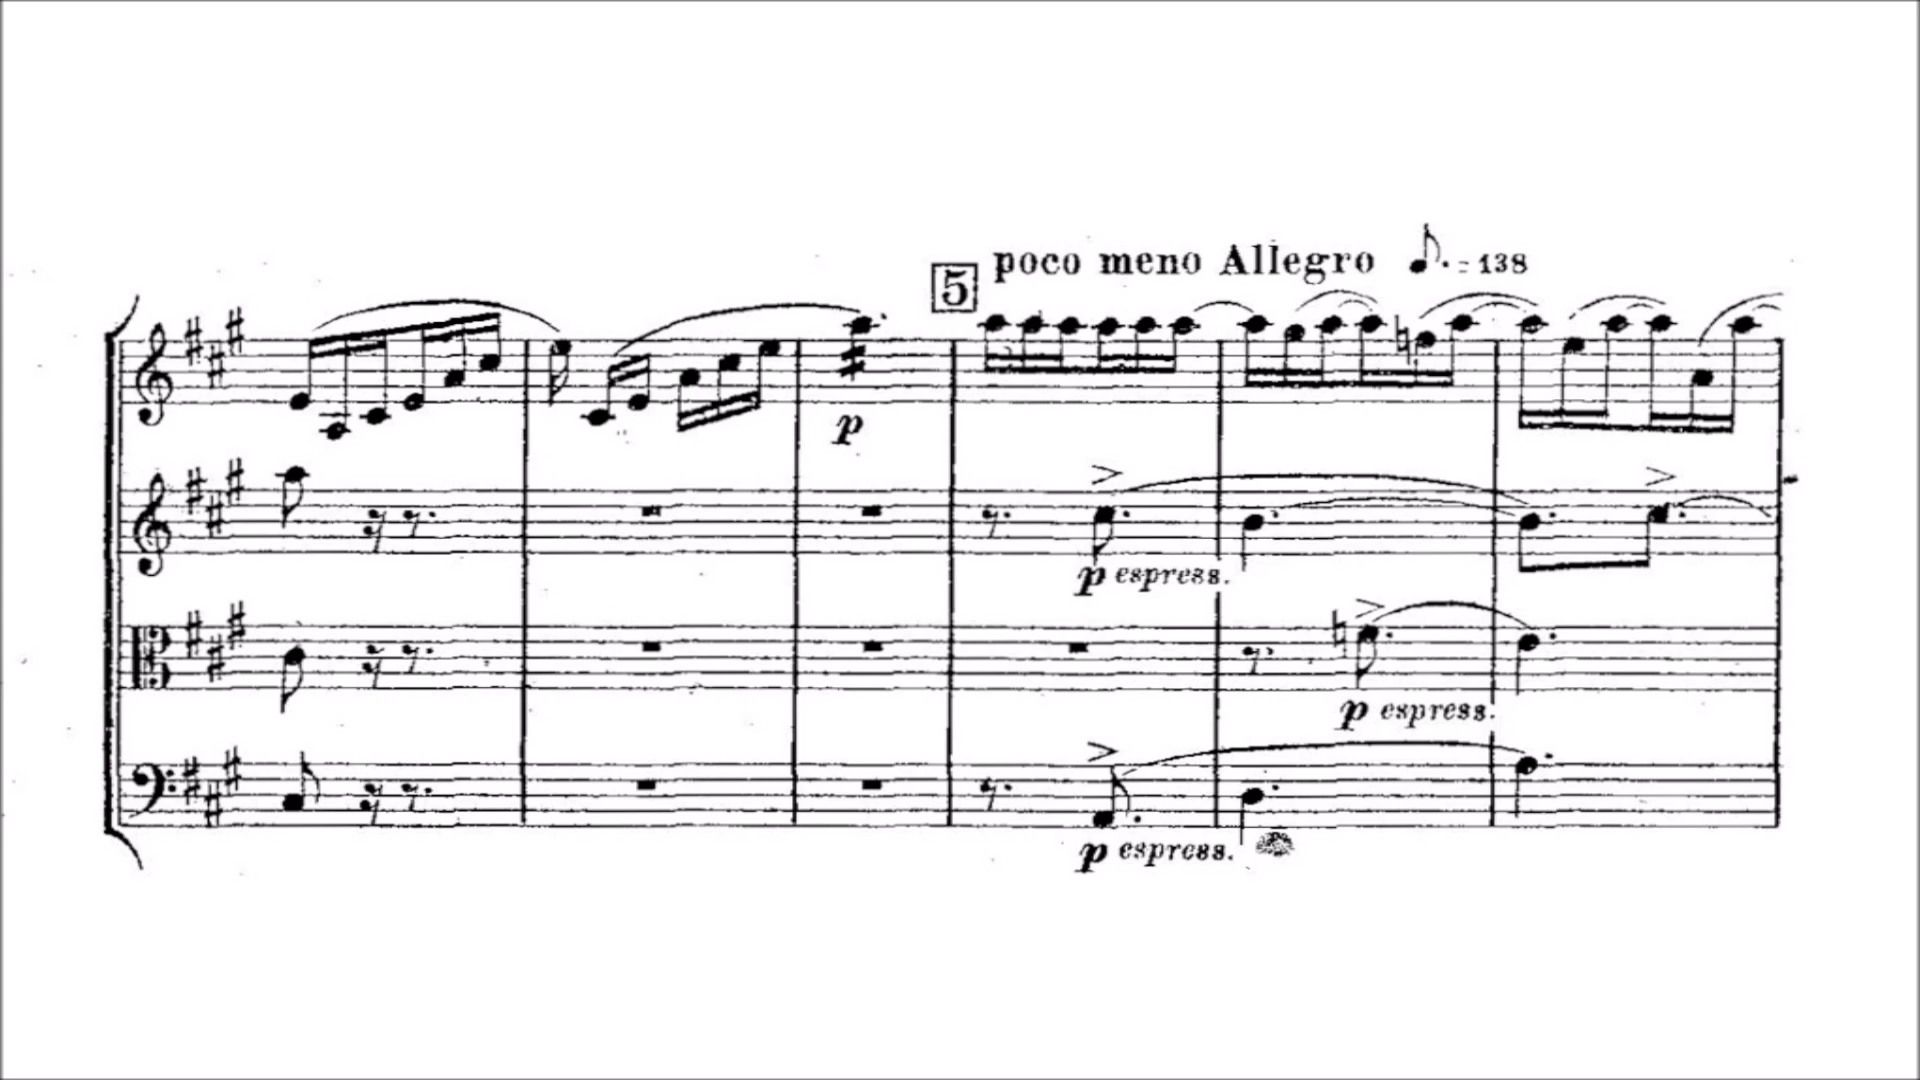 5 poco meno Allegro ♪. = 138
p
p espress.
p espress.
p espress.